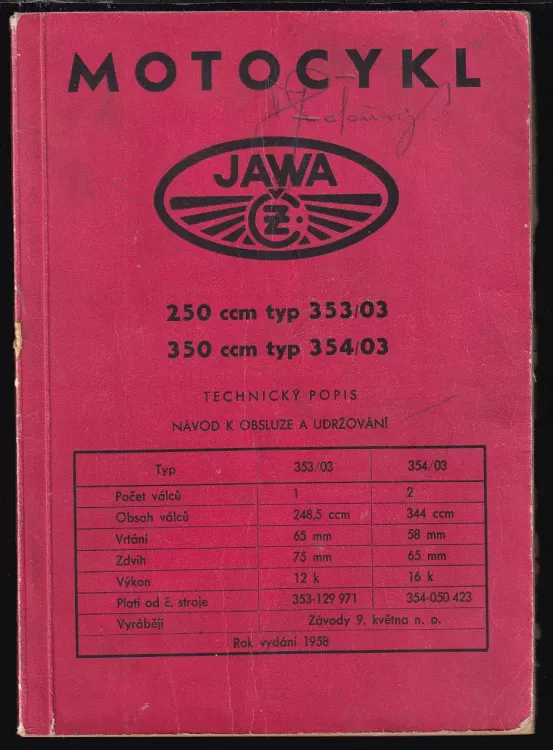 MOTOCYKL
JAWA
ČZ
250 ccm typ 353/03
350 ccm typ 354/03
TECHNICKÝ POPIS
NÁVOD K OBSLUZE A UDRŽOVÁNÍ
Typ 353/03 354/03
Počet válců 1 2
Obsah válců 248,5 ccm 344 ccm
Vrtání 65 mm 58 mm
Zdvih 75 mm 65 mm
Výkon 12 k 16 k
Platí od č. stroje 353-129 971 354-050 423
Vyrábějí Závody 9. května n. p.
Rok vydání 1958